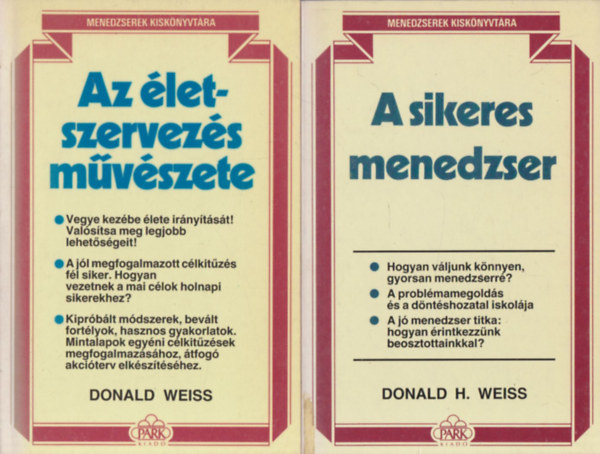 MENEDZSEREK KISKÖNYVTÁRA
Az élet-
szervezés
művészete
Vegye kezébe élete irányítását!
Valósítsa meg legjobb
lehetőségeit!
A jól megfogalmazott célkitűzés
fél siker. Hogyan
vezetnek a mai célok holnapi
sikerekhez?
Kipróbált módszerek, bevált
fortélyok, hasznos gyakorlatok.
Mintalapok egyéni célkitűzések
megfogalmazásához, átfogó
akcióterv elkészítéséhez.
DONALD WEISS
PARK
KIADÓ
MENEDZSEREK KISKÖNYVTÁRA
A sikeres
menedzser
Hogyan váljunk könnyen,
gyorsan menedzserré?
A problémamegoldás
és a döntéshozatal iskolája
A jó menedzser titka:
hogyan érintkezzünk
beosztottainkkal?
DONALD H. WEISS
PARK
KIADÓ